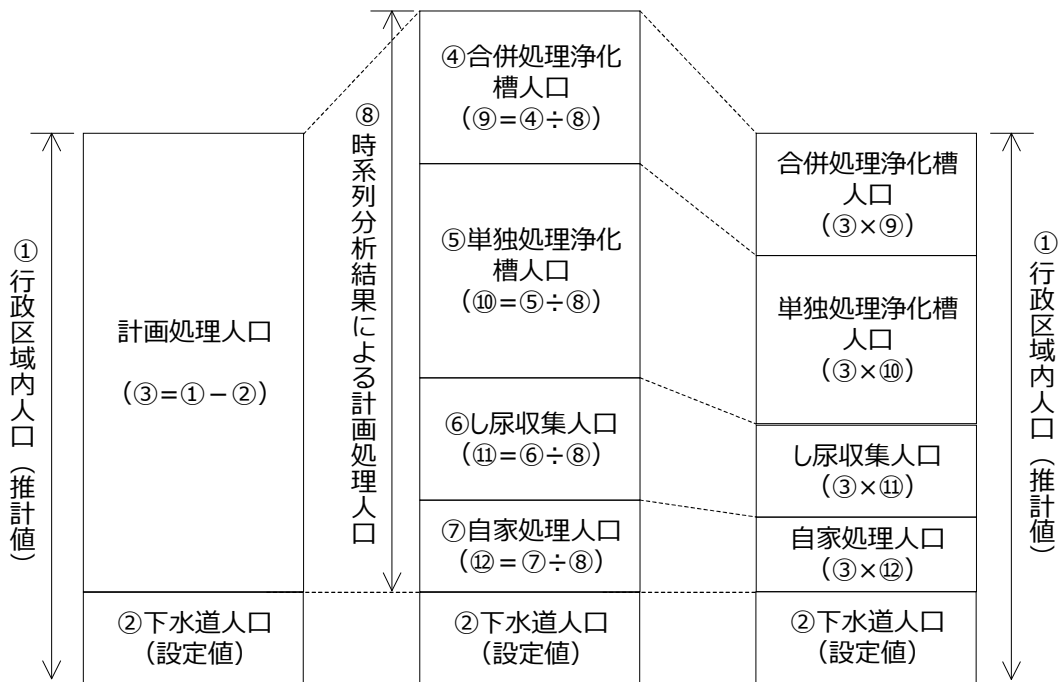 ①行政区域内人口（推計値）
計画処理人口
（③=①－②）
②下水道人口
（設定値）
⑧時系列分析結果による計画処理人口
④合併処理浄化
槽人口
（⑨=④÷⑧）
⑤単独処理浄化
槽人口
（⑩=⑤÷⑧）
⑥し尿収集人口
（⑪=⑥÷⑧）
⑦自家処理人口
（⑫=⑦÷⑧）
②下水道人口
（設定値）
合併処理浄化槽
人口
（③×⑨）
単独処理浄化槽
人口
（③×⑩）
し尿収集人口
（③×⑪）
自家処理人口
（③×⑫）
②下水道人口
（設定値）
①行政区域内人口（推計値）